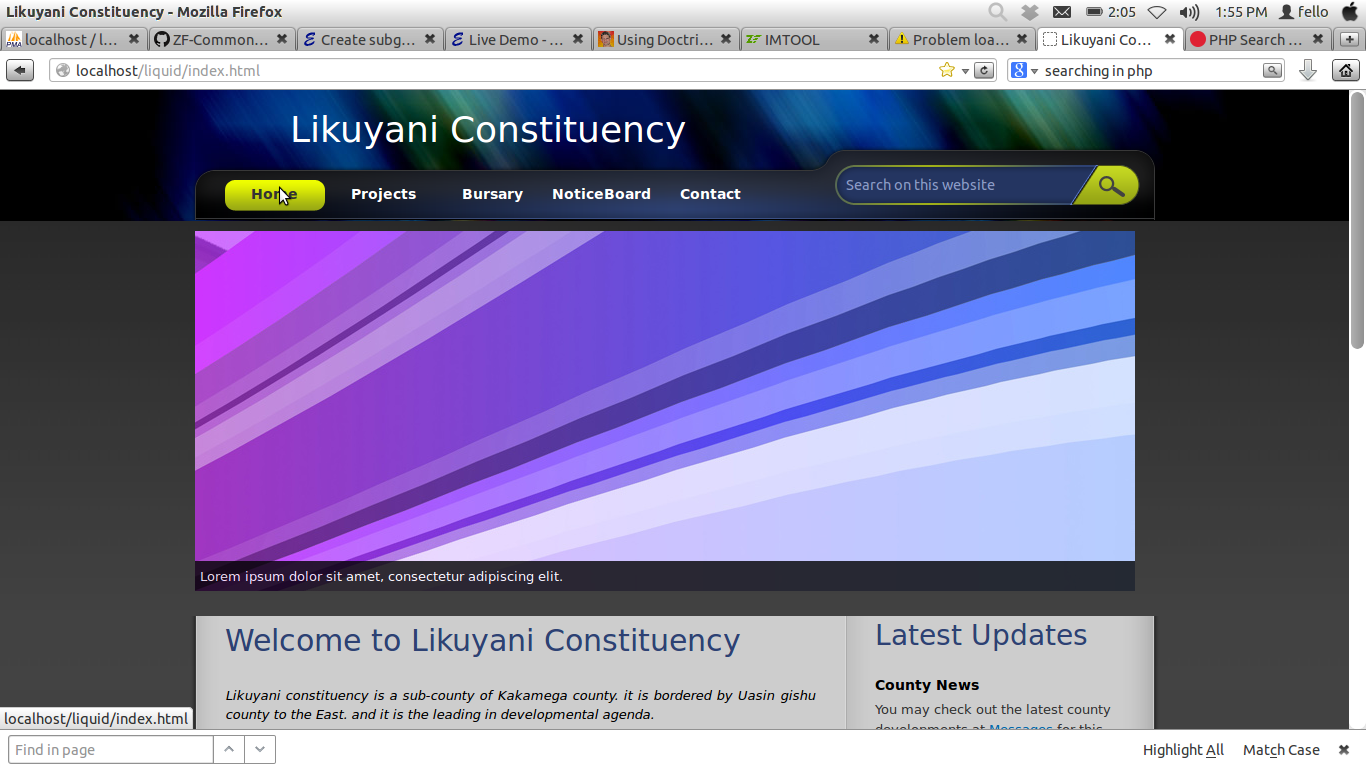 Likuyani Constituency - Mozilla Firefox
2:05
1:55 PM
fello
localhost / l...
ZF-Common...
Create subg...
Live Demo - ...
Using Doctri...
IMTOOL
Problem loa...
Likuyani Co...
PHP Search ...
localhost/liquid/index.html
searching in php
Likuyani Constituency
Home
Projects
Bursary
NoticeBoard
Contact
Search on this website
Lorem ipsum dolor sit amet, consectetur adipiscing elit.
Welcome to Likuyani Constituency
Likuyani constituency is a sub-county of Kakamega county. it is bordered by Uasin gishu
county to the East. and it is the leading in developmental agenda.
Latest Updates
County News
You may check out the latest county
developments at Messages for this
localhost/liquid/index.html
Find in page
Highlight All
Match Case